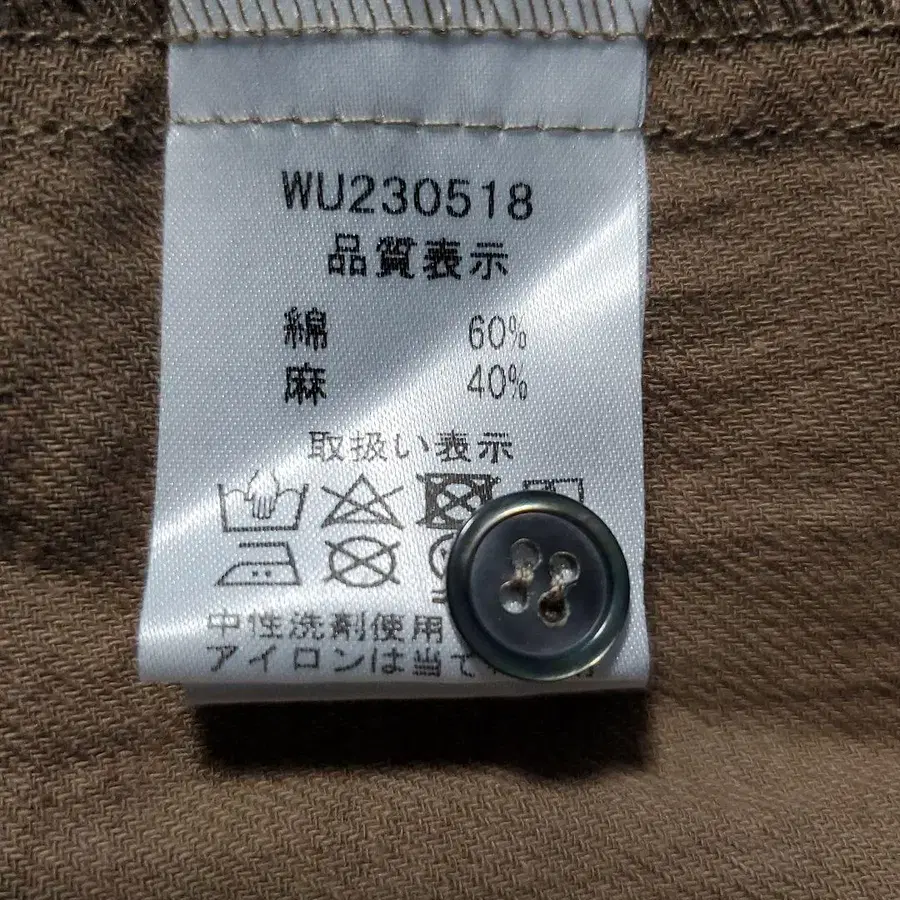 WU230518
品質表示
綿 60%
麻 40%
取扱い表示
中性洗剤使用
アイロンは当て